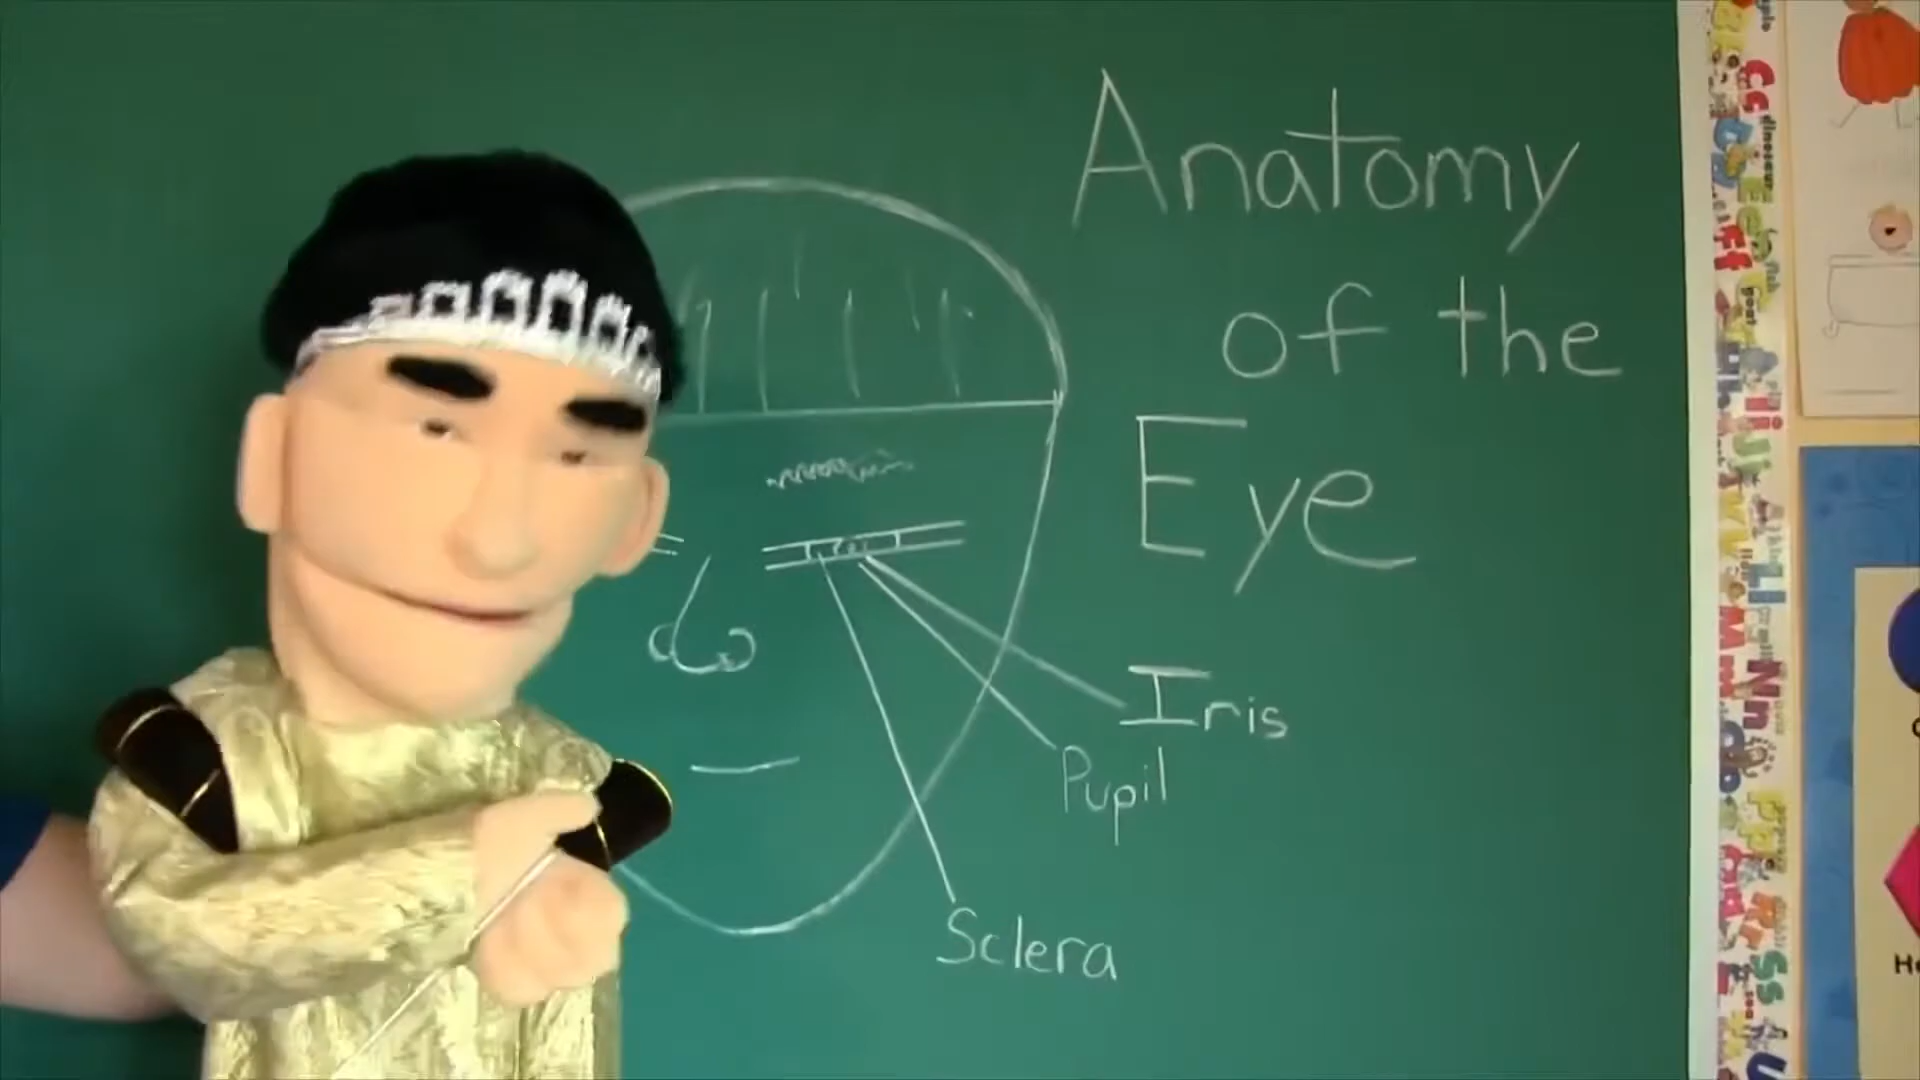 Anatomy
of the
Eye
Iris
Pupil
Sclera